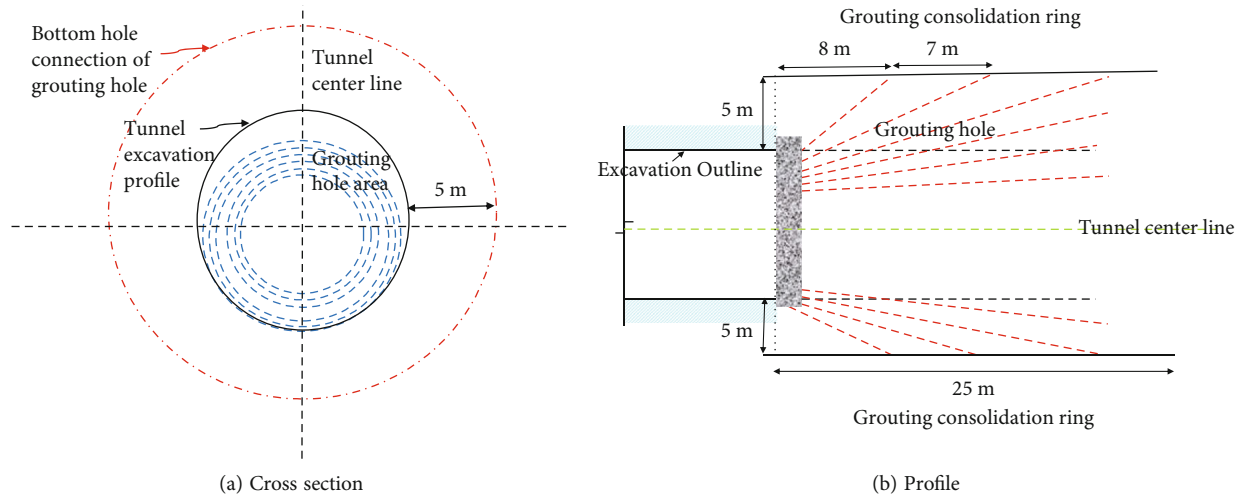 Bottom hole
connection of
grouting hole
Tunnel
center line
Tunnel
excavation
profile
Grouting
hole area
5 m
(a) Cross section
Grouting consolidation ring
8 m
7 m
5 m
Grouting hole
Excavation Outline
Tunnel center line
5 m
25 m
Grouting consolidation ring
(b) Profile